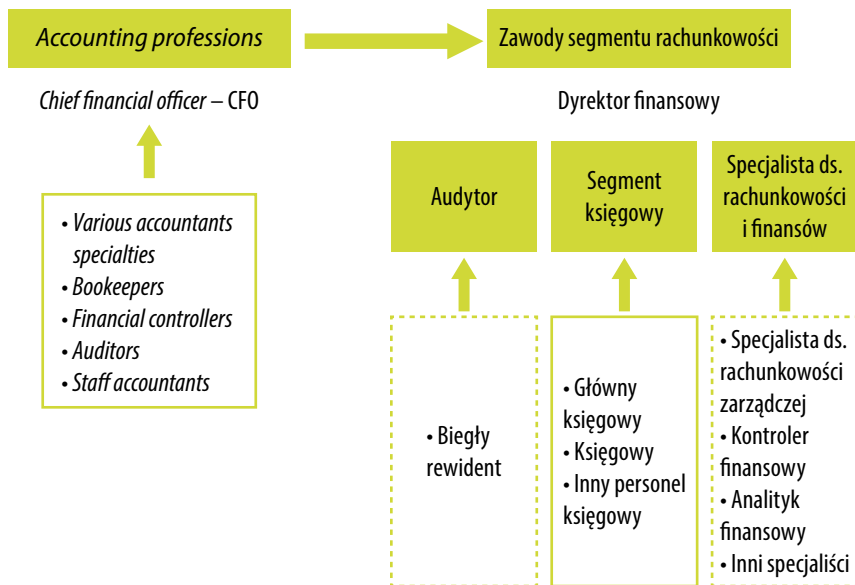 Accounting professions
Zawody segmentu rachunkowości
Chief financial officer – CFO
Dyrektor finansowy
• Various accountants
specialties
• Bookeepers
• Financial controllers
• Auditors
• Staff accountants
Audytor
Segment
księgowy
Specjalista ds.
rachunkowości
i finansów
• Biegły
rewident
• Główny
księgowy
• Księgowy
• Inny personel
księgowy
• Specjalista ds.
rachunkowości
zarządczej
• Kontroler
finansowy
• Analityk
finansowy
• Inni specjaliści